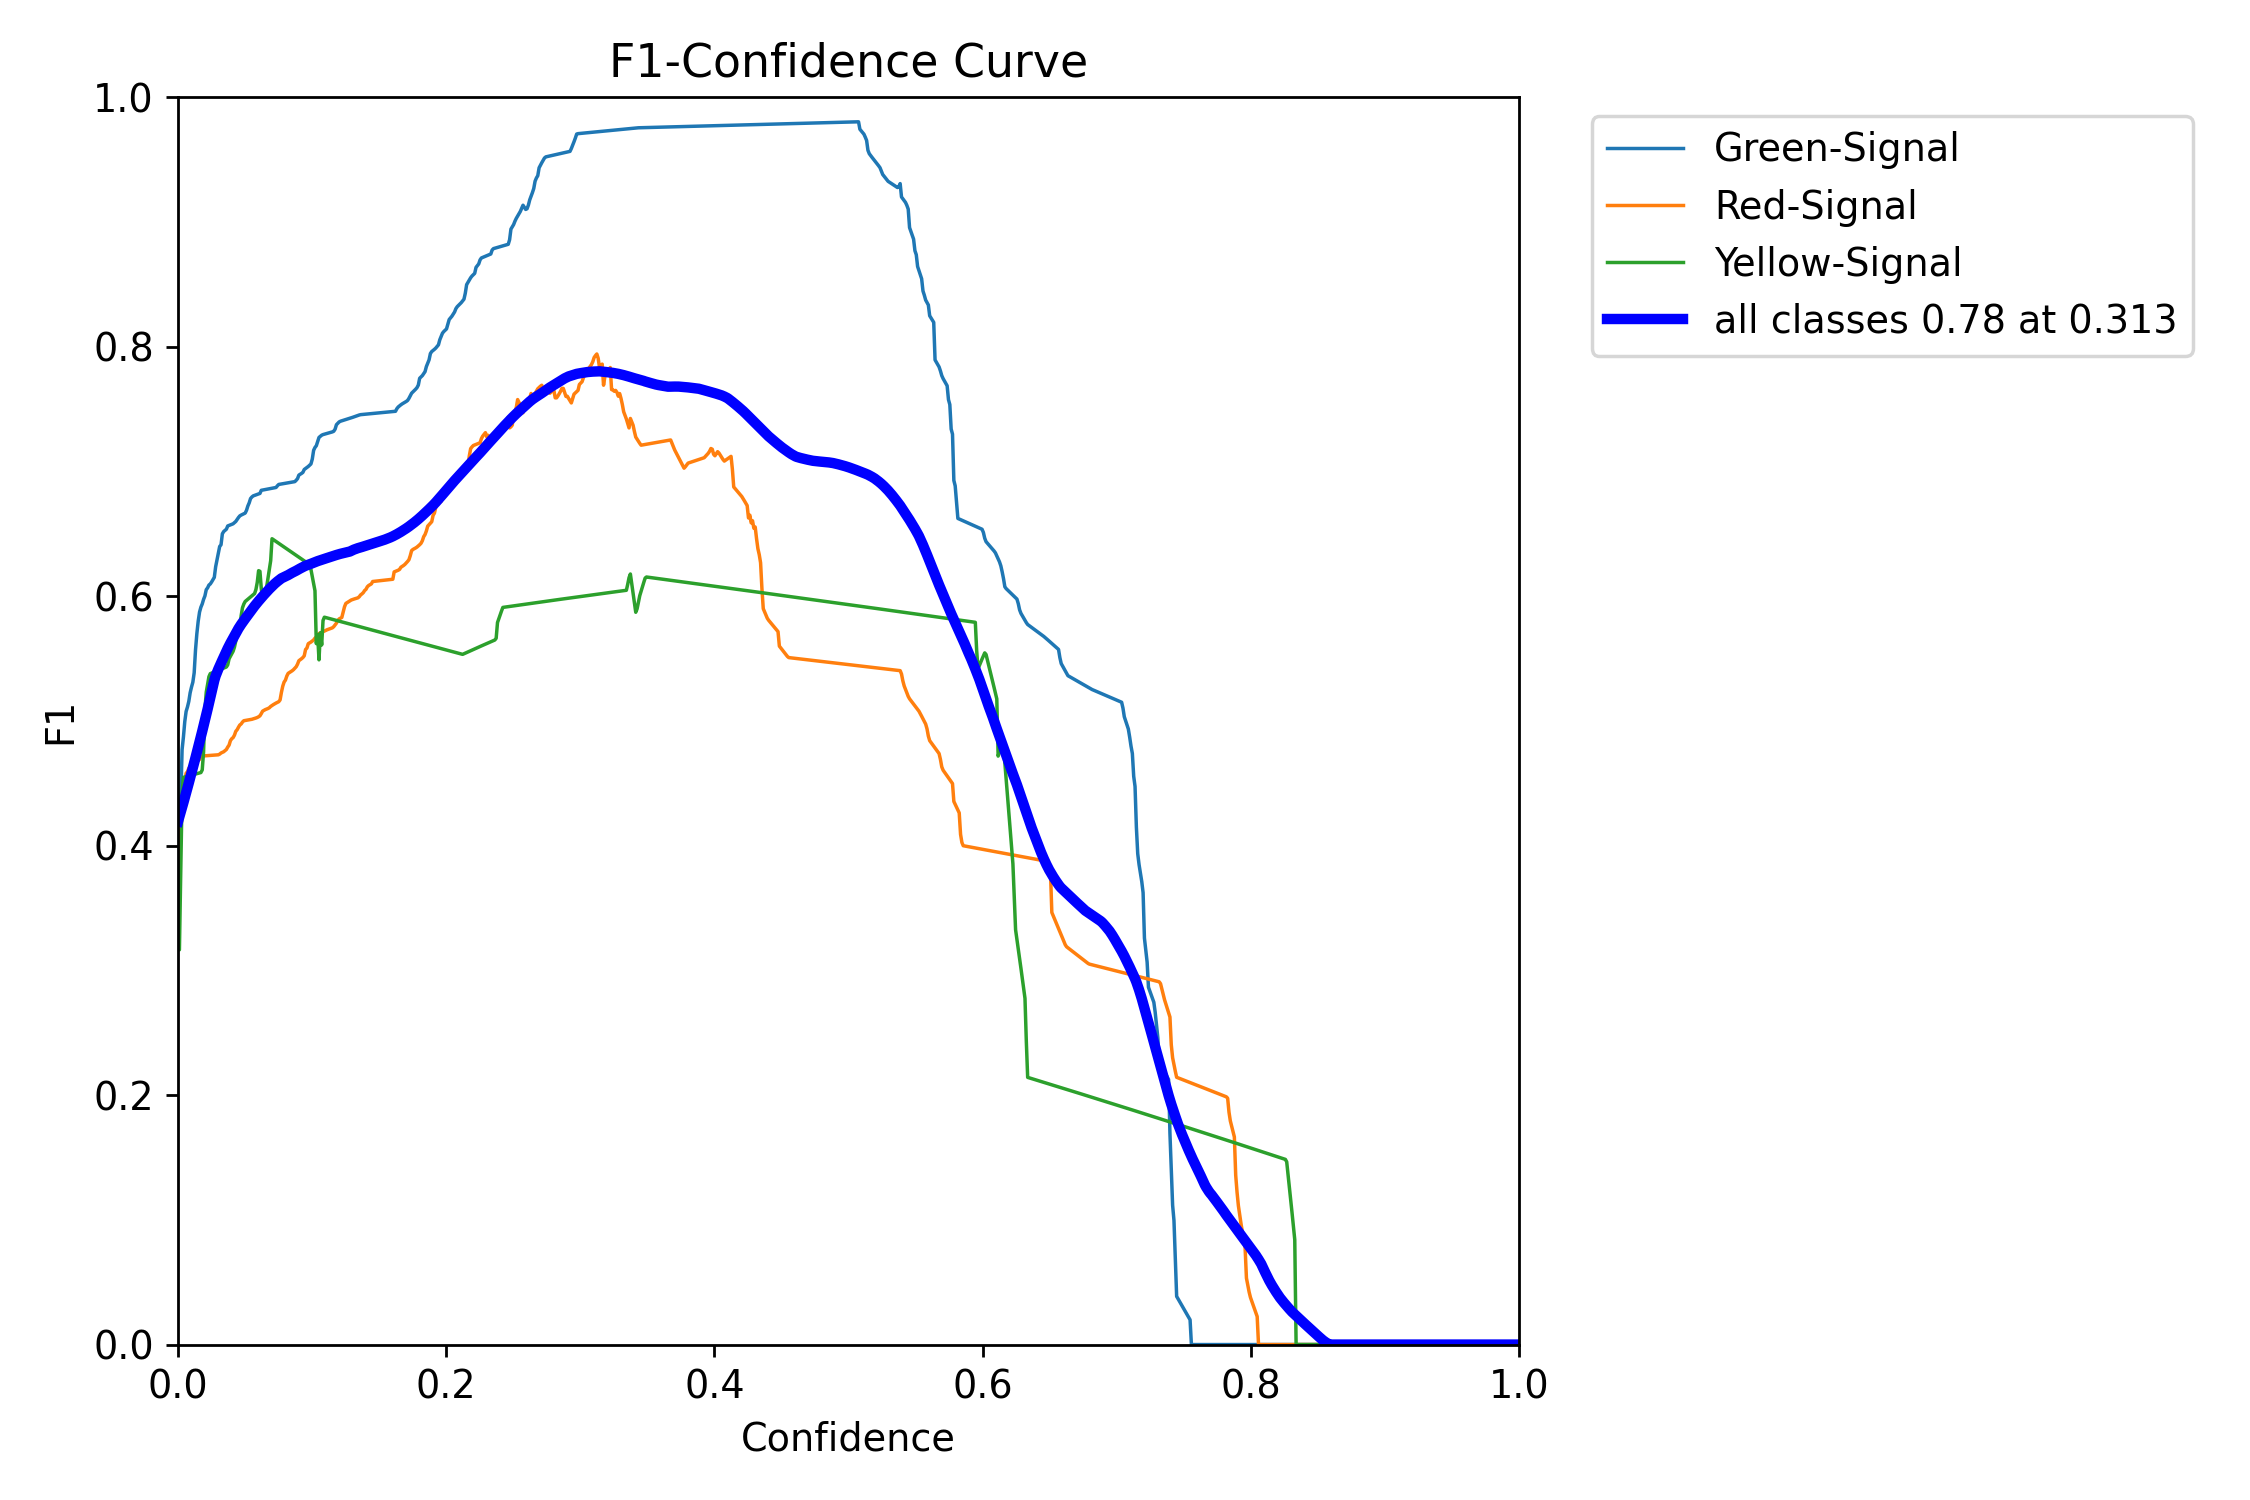 F1-Confidence Curve
1.0
0.8
0.6
0.4
0.2
0.0
F1
0.0 0.2 0.4 0.6 0.8 1.0
Confidence
Green-Signal
Red-Signal
Yellow-Signal
all classes 0.78 at 0.313